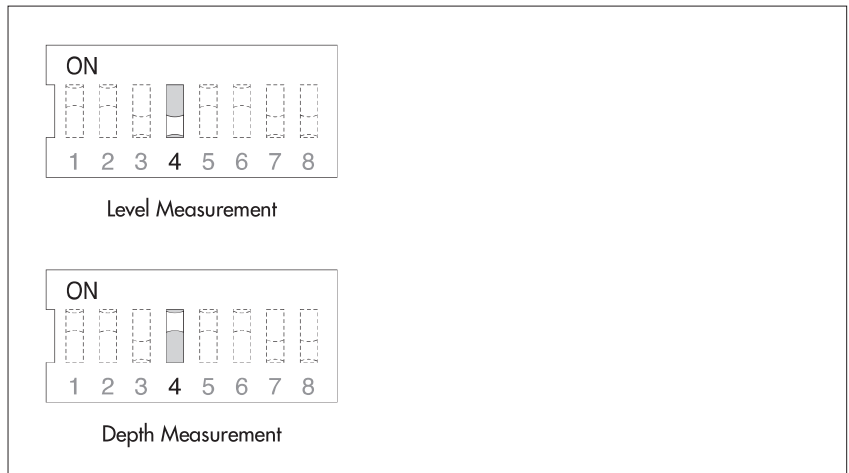 ON
1 2 3 4 5 6 7 8
Level Measurement
ON
1 2 3 4 5 6 7 8
Depth Measurement